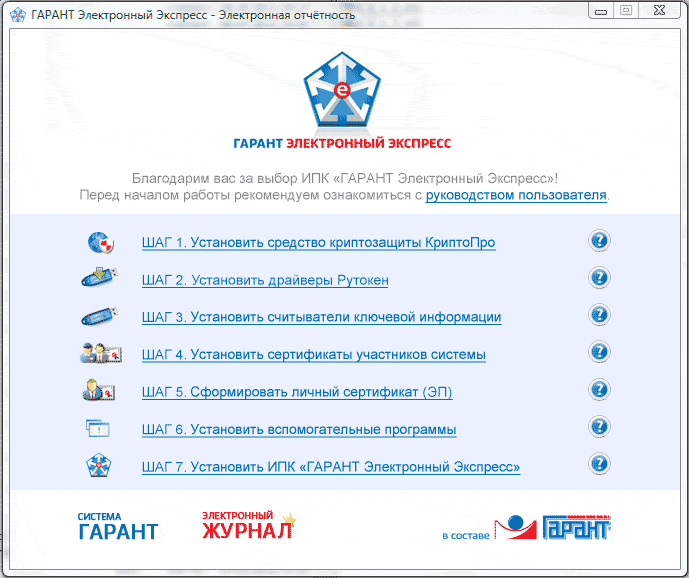 ГАРАНТ Электронный Экспресс - Электронная отчётность
e
ГАРАНТ ЭЛЕКТРОННЫЙ ЭКСПРЕСС
Благодарим вас за выбор ИПК «ГАРАНТ Электронный Экспресс»!
Перед началом работы рекомендуем ознакомиться с руководством пользователя.
ШАГ 1. Установить средство криптозащиты КриптоПро ?
ШАГ 2. Установить драйверы Рутокен ?
ШАГ 3. Установить считыватели ключевой информации ?
ШАГ 4. Установить сертификаты участников системы ?
ШАГ 5. Сформировать личный сертификат (ЭП) ?
ШАГ 6. Установить вспомогательные программы ?
ШАГ 7. Установить ИПК «ГАРАНТ Электронный Экспресс» ?
СИСТЕМА
ГАРАНТ
ЭЛЕКТРОННЫЙ
ЖУРНАЛ
в составе Гарант